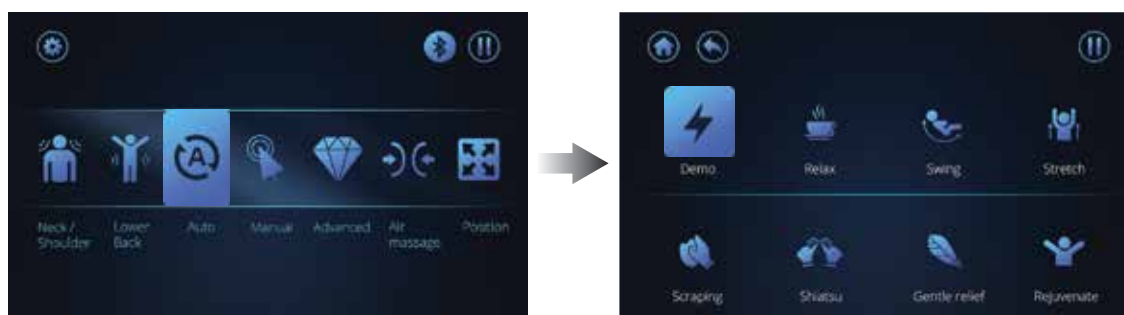 A
Neck / Lower Auto Manual Advanced Air Position
Shoulder Back massage
Demo Relax Swing Stretch
Scraping Shiatsu Gentle relief Rejuvenate